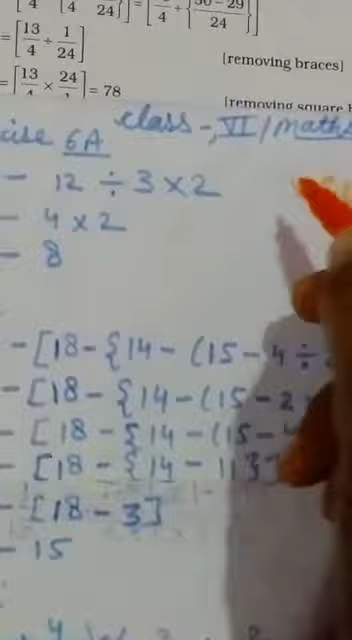 = [13/4 ÷ 1/24]
[removing braces]
= [13/4 × 24/1] = 78
[removing square
class -, VI / maths
cise 6A
- 12 ÷ 3 × 2
- 4 × 2
- 8
- [18 - {14 - (15 - 4 ÷
- [18 - {14 - (15 - 2
- [18 - {14 - (15 - 4
- [18 - {14 - 11}]
- [18 - 3]
- 15